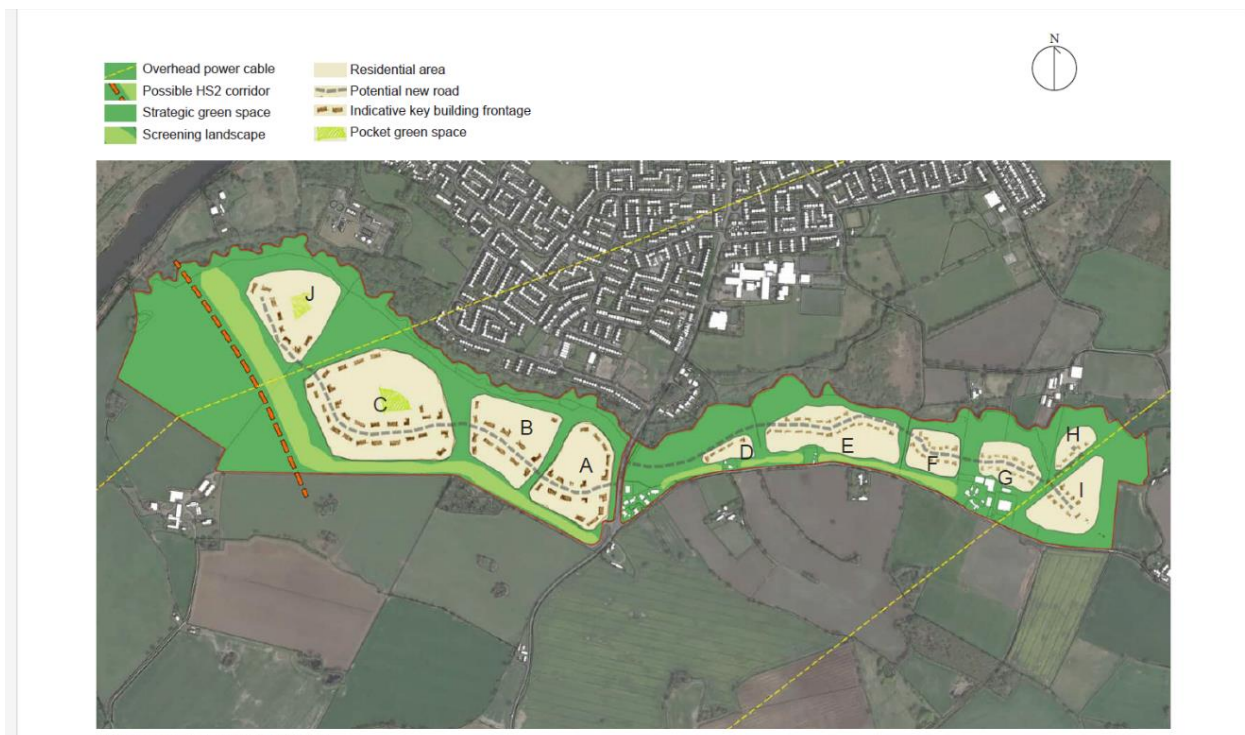 N
Overhead power cable
Residential area
Possible HS2 corridor
Potential new road
Strategic green space
Indicative key building frontage
Screening landscape
Pocket green space
J
C
B
A
D
E
F
G
H
I